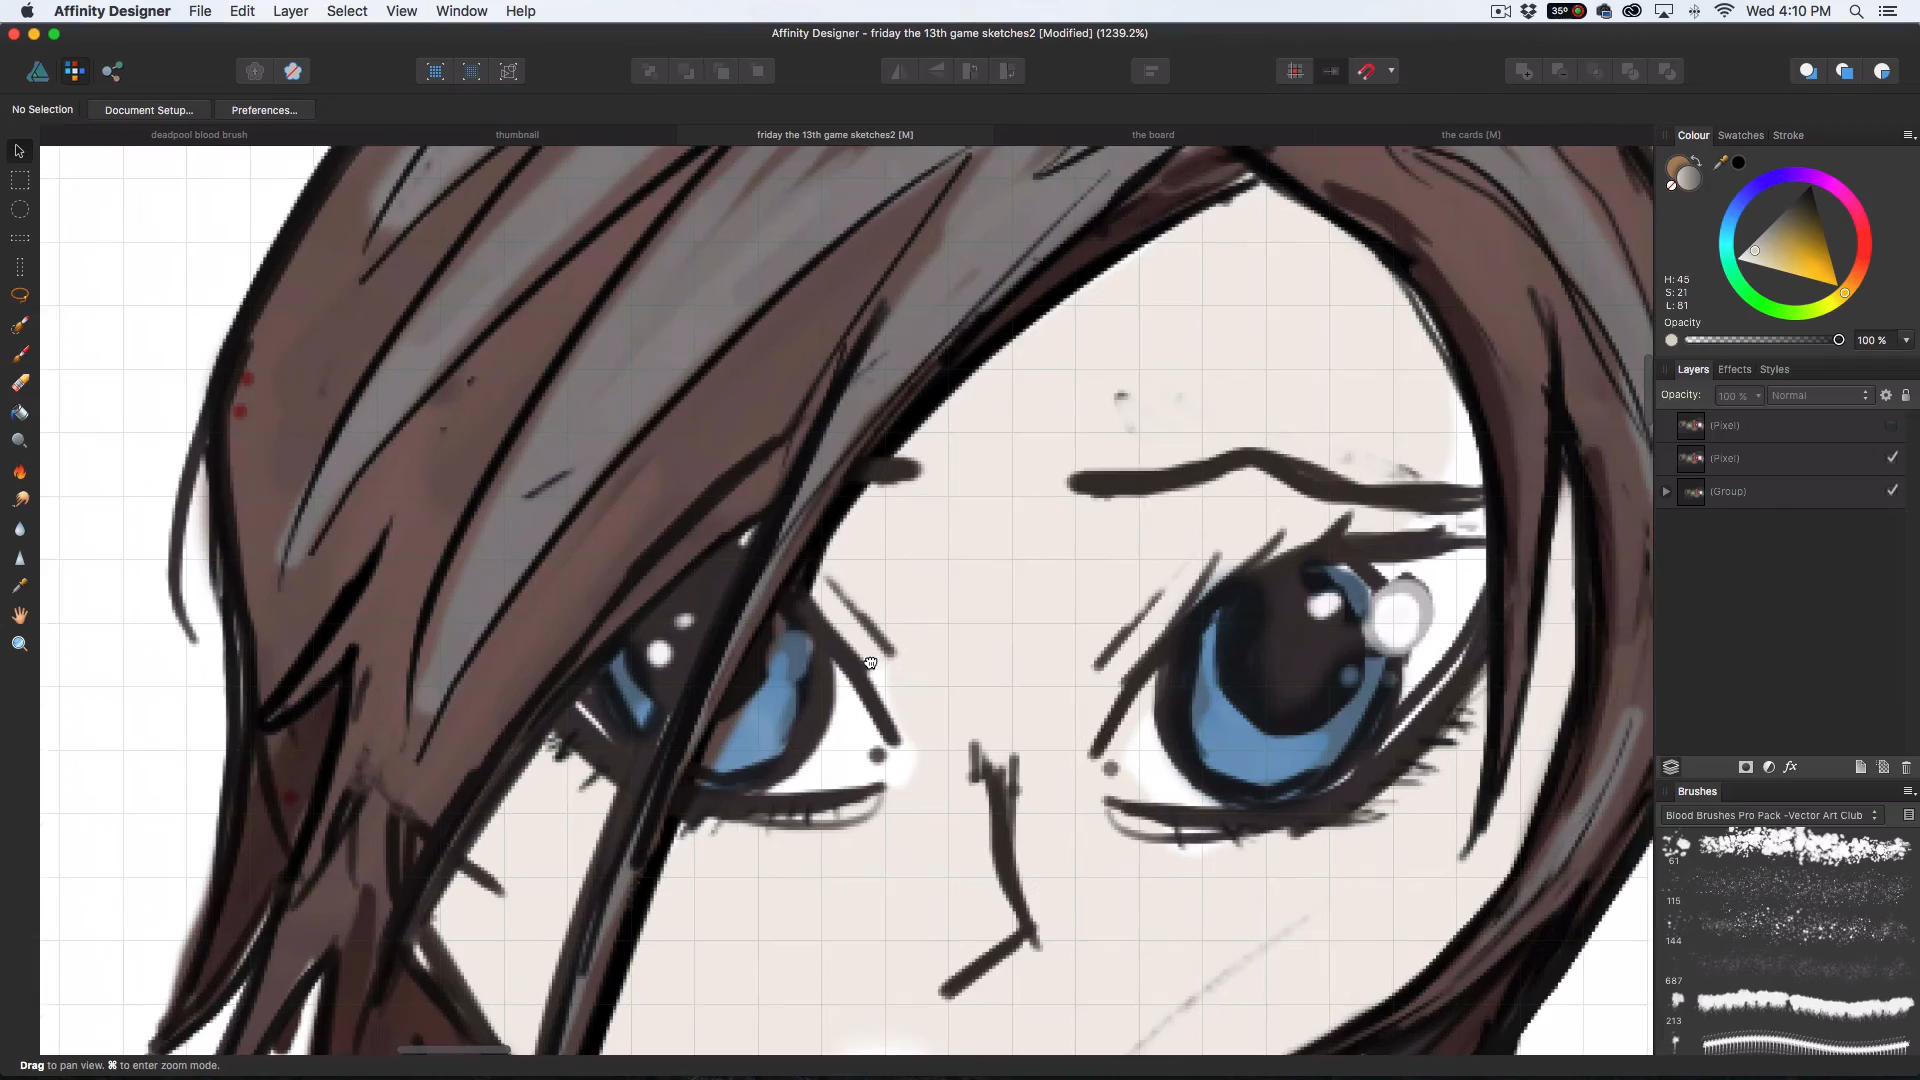 Affinity Designer File Edit Layer Select View Window Help 35° Wed 4:10 PM
Affinity Designer - friday the 13th game sketches2 [Modified] (1239.2%)
No Selection Document Setup... Preferences...
deadpool blood brush thumbnail friday the 13th game sketches2 [M] the board the cards [M]
Colour Swatches Stroke
H: 45
S: 21
L: 81
Opacity
100 %
Layers Effects Styles
Opacity: 100 % Normal
(Pixel)
(Pixel)
(Group)
fx
Brushes
Blood Brushes Pro Pack -Vector Art Club
61
115
144
687
213
Drag to pan view. ⌘ to enter zoom mode.